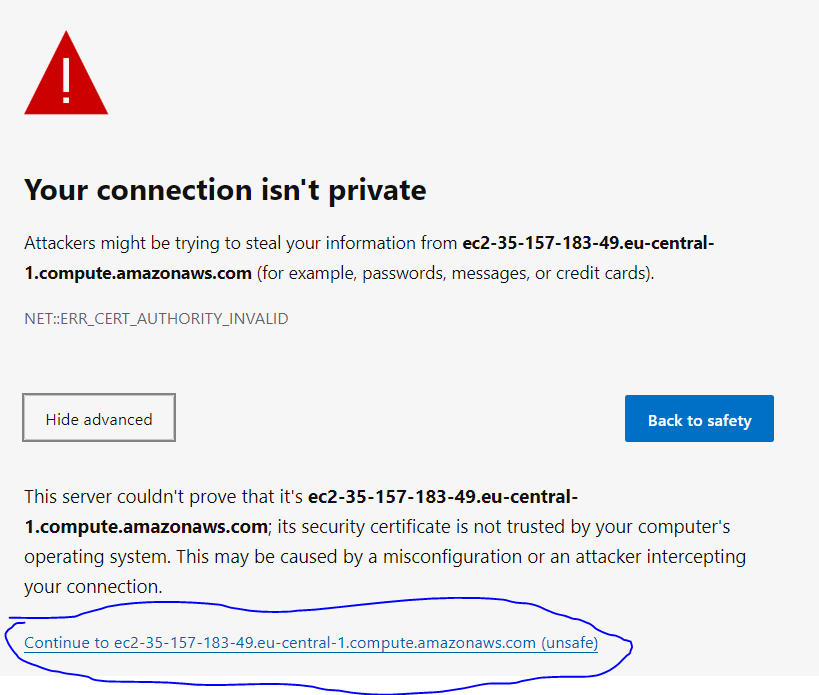 Your connection isn't private
Attackers might be trying to steal your information from ec2-35-157-183-49.eu-central-
1.compute.amazonaws.com (for example, passwords, messages, or credit cards).
NET::ERR_CERT_AUTHORITY_INVALID
Hide advanced
Back to safety
This server couldn't prove that it's ec2-35-157-183-49.eu-central-
1.compute.amazonaws.com; its security certificate is not trusted by your computer's
operating system. This may be caused by a misconfiguration or an attacker intercepting
your connection.
Continue to ec2-35-157-183-49.eu-central-1.compute.amazonaws.com (unsafe)